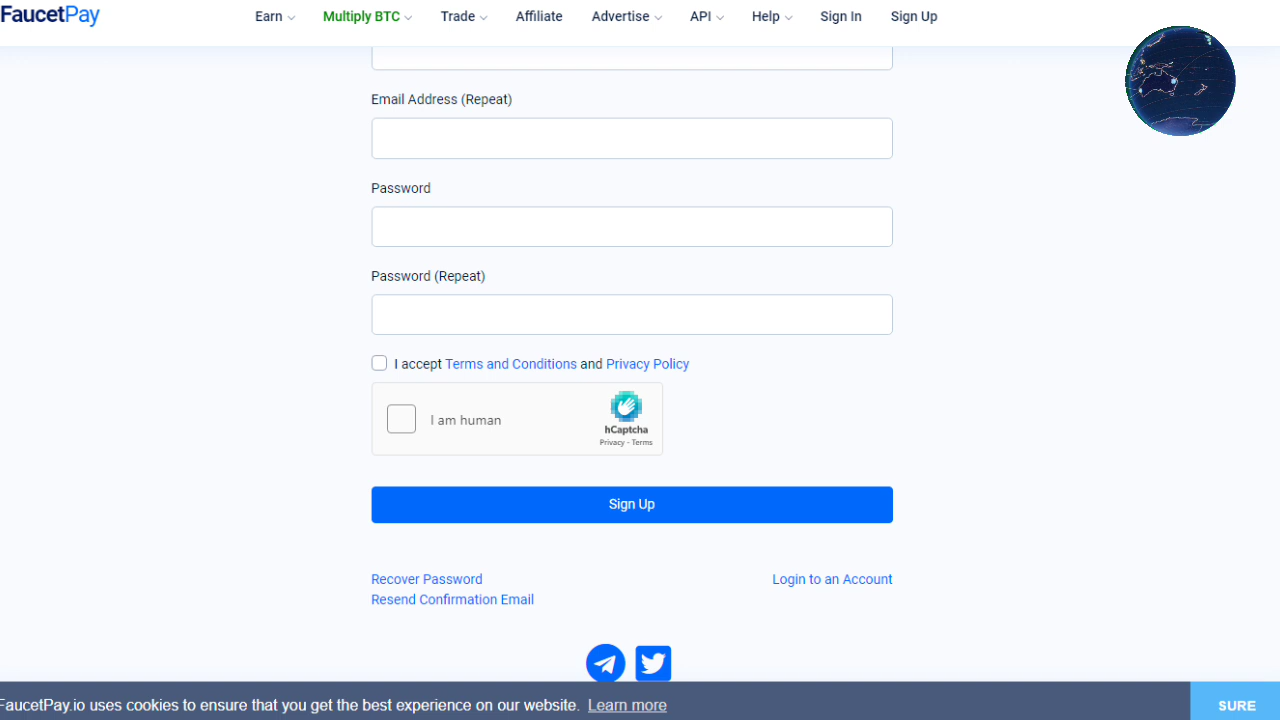 FaucetPay Earn Multiply BTC Trade Affiliate Advertise API Help Sign In Sign Up
Email Address (Repeat)
Password
Password (Repeat)
I accept Terms and Conditions and Privacy Policy
I am human
hCaptcha
Privacy - Terms
Sign Up
Recover Password Login to an Account
Resend Confirmation Email
FaucetPay.io uses cookies to ensure that you get the best experience on our website. Learn more SURE